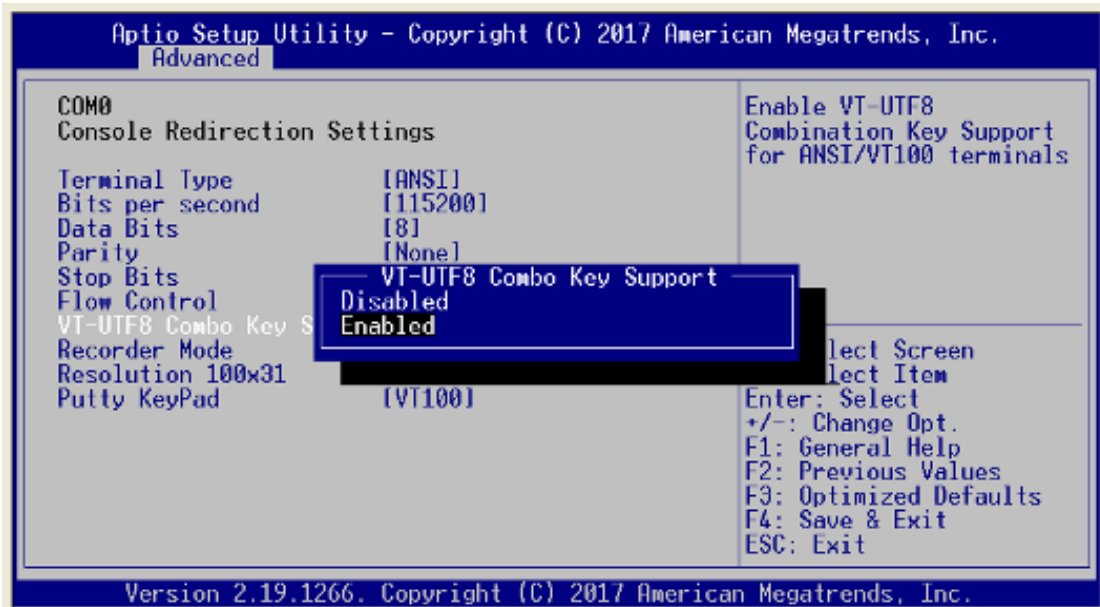 Aptio Setup Utility – Copyright (C) 2017 American Megatrends, Inc.
Advanced
COM0
Console Redirection Settings
Terminal Type [ANSI]
Bits per second [115200]
Data Bits [8]
Parity [None]
Stop Bits
Flow Control
VT-UTF8 Combo Key S
Recorder Mode
Resolution 100x31
Putty KeyPad [VT100]
VT-UTF8 Combo Key Support
Disabled
Enabled
Enable VT-UTF8
Combination Key Support
for ANSI/VT100 terminals
lect Screen
lect Item
Enter: Select
+/-: Change Opt.
F1: General Help
F2: Previous Values
F3: Optimized Defaults
F4: Save & Exit
ESC: Exit
Version 2.19.1266. Copyright (C) 2017 American Megatrends, Inc.